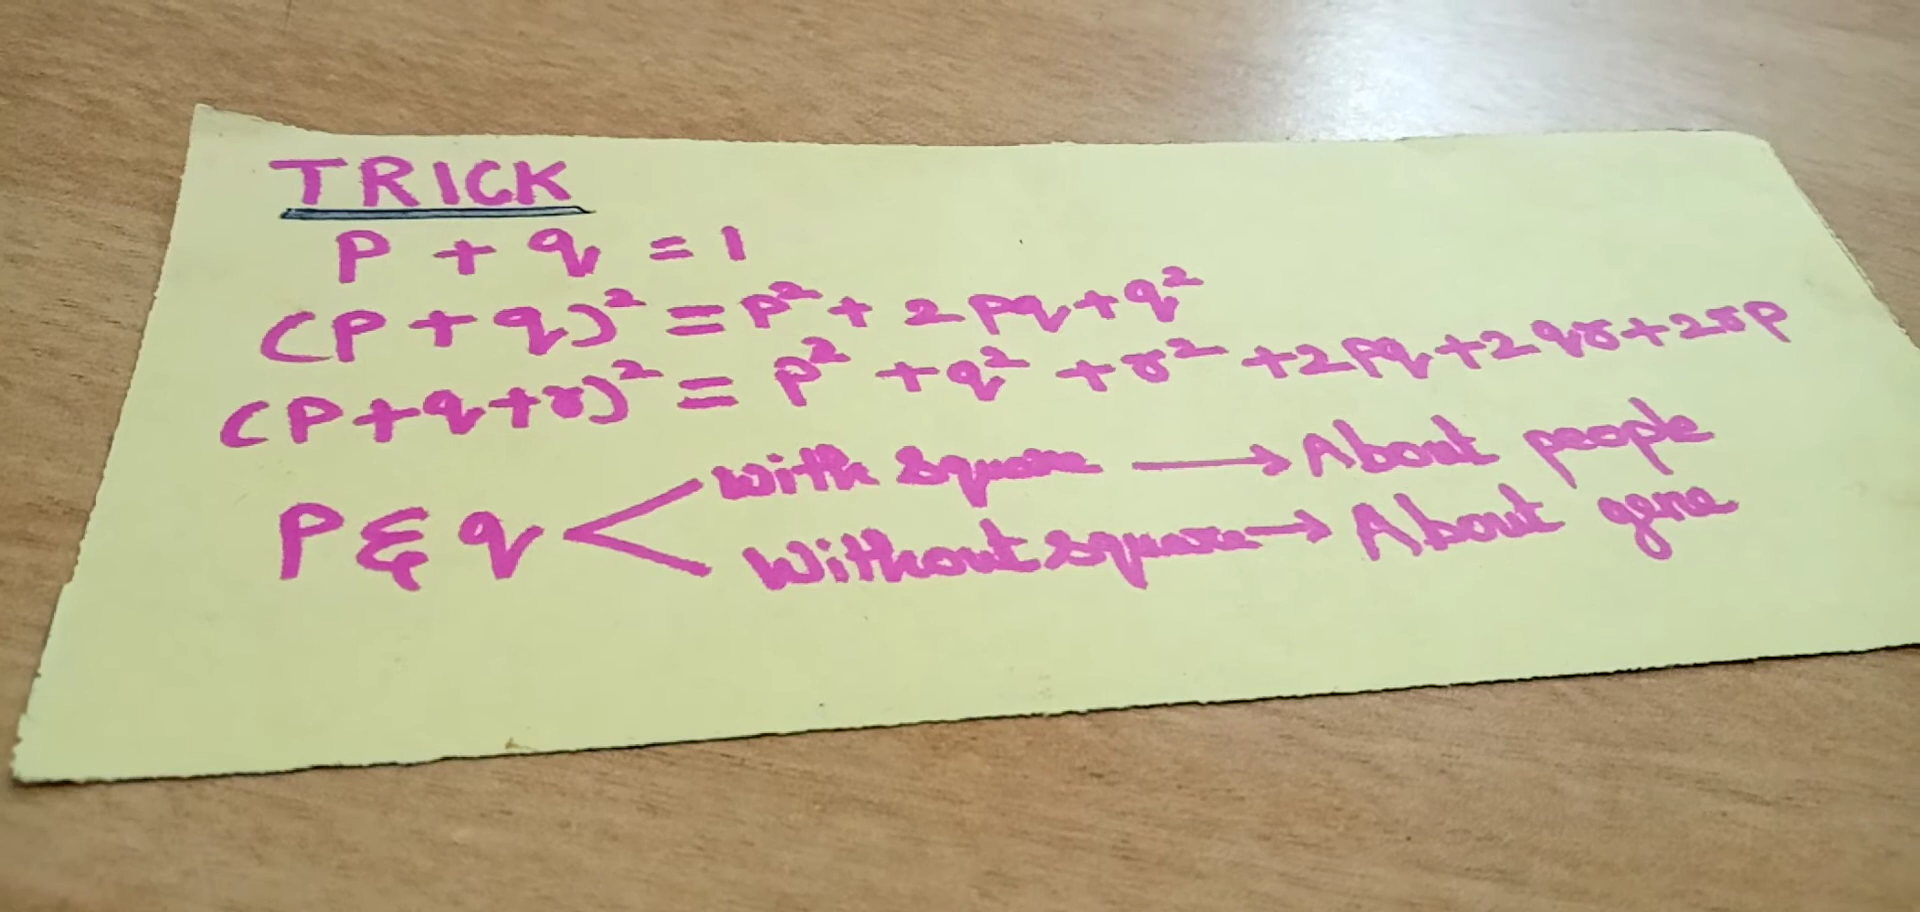 TRICK
P + q = 1
(P + q)² = P² + 2pq + q²
(P + q + r)² = p² + q² + r² + 2pq + 2qr + 2rp
P & q < with square → About people
Without square → About gene